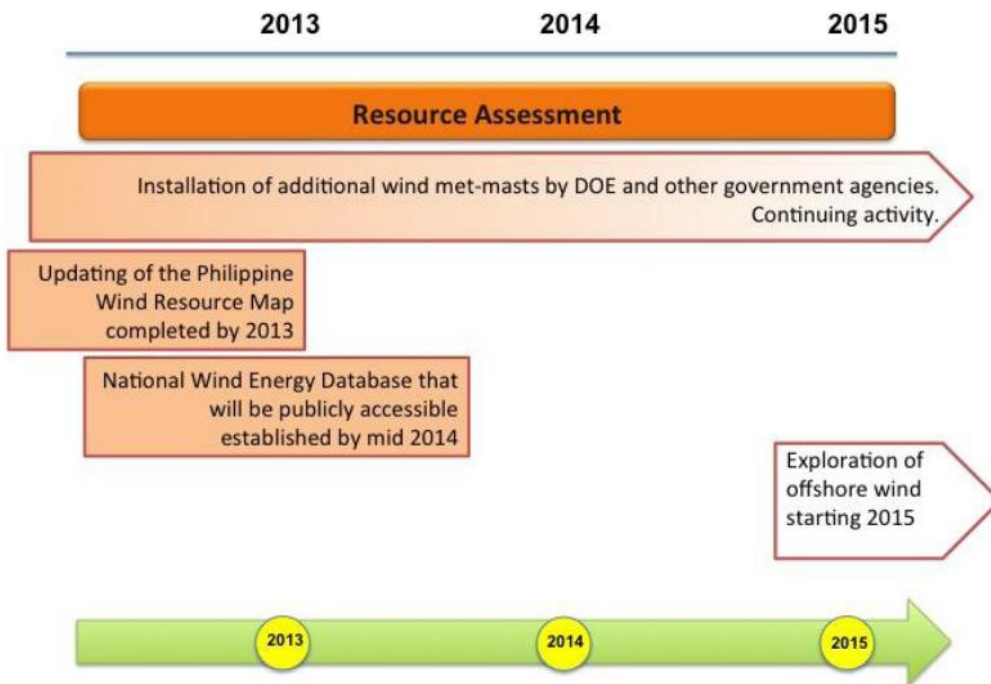 2013 2014 2015
Resource Assessment
Installation of additional wind met-masts by DOE and other government agencies.
Continuing activity.
Updating of the Philippine
Wind Resource Map
completed by 2013
National Wind Energy Database that
will be publicly accessible
established by mid 2014
Exploration of
offshore wind
starting 2015
2013 2014 2015